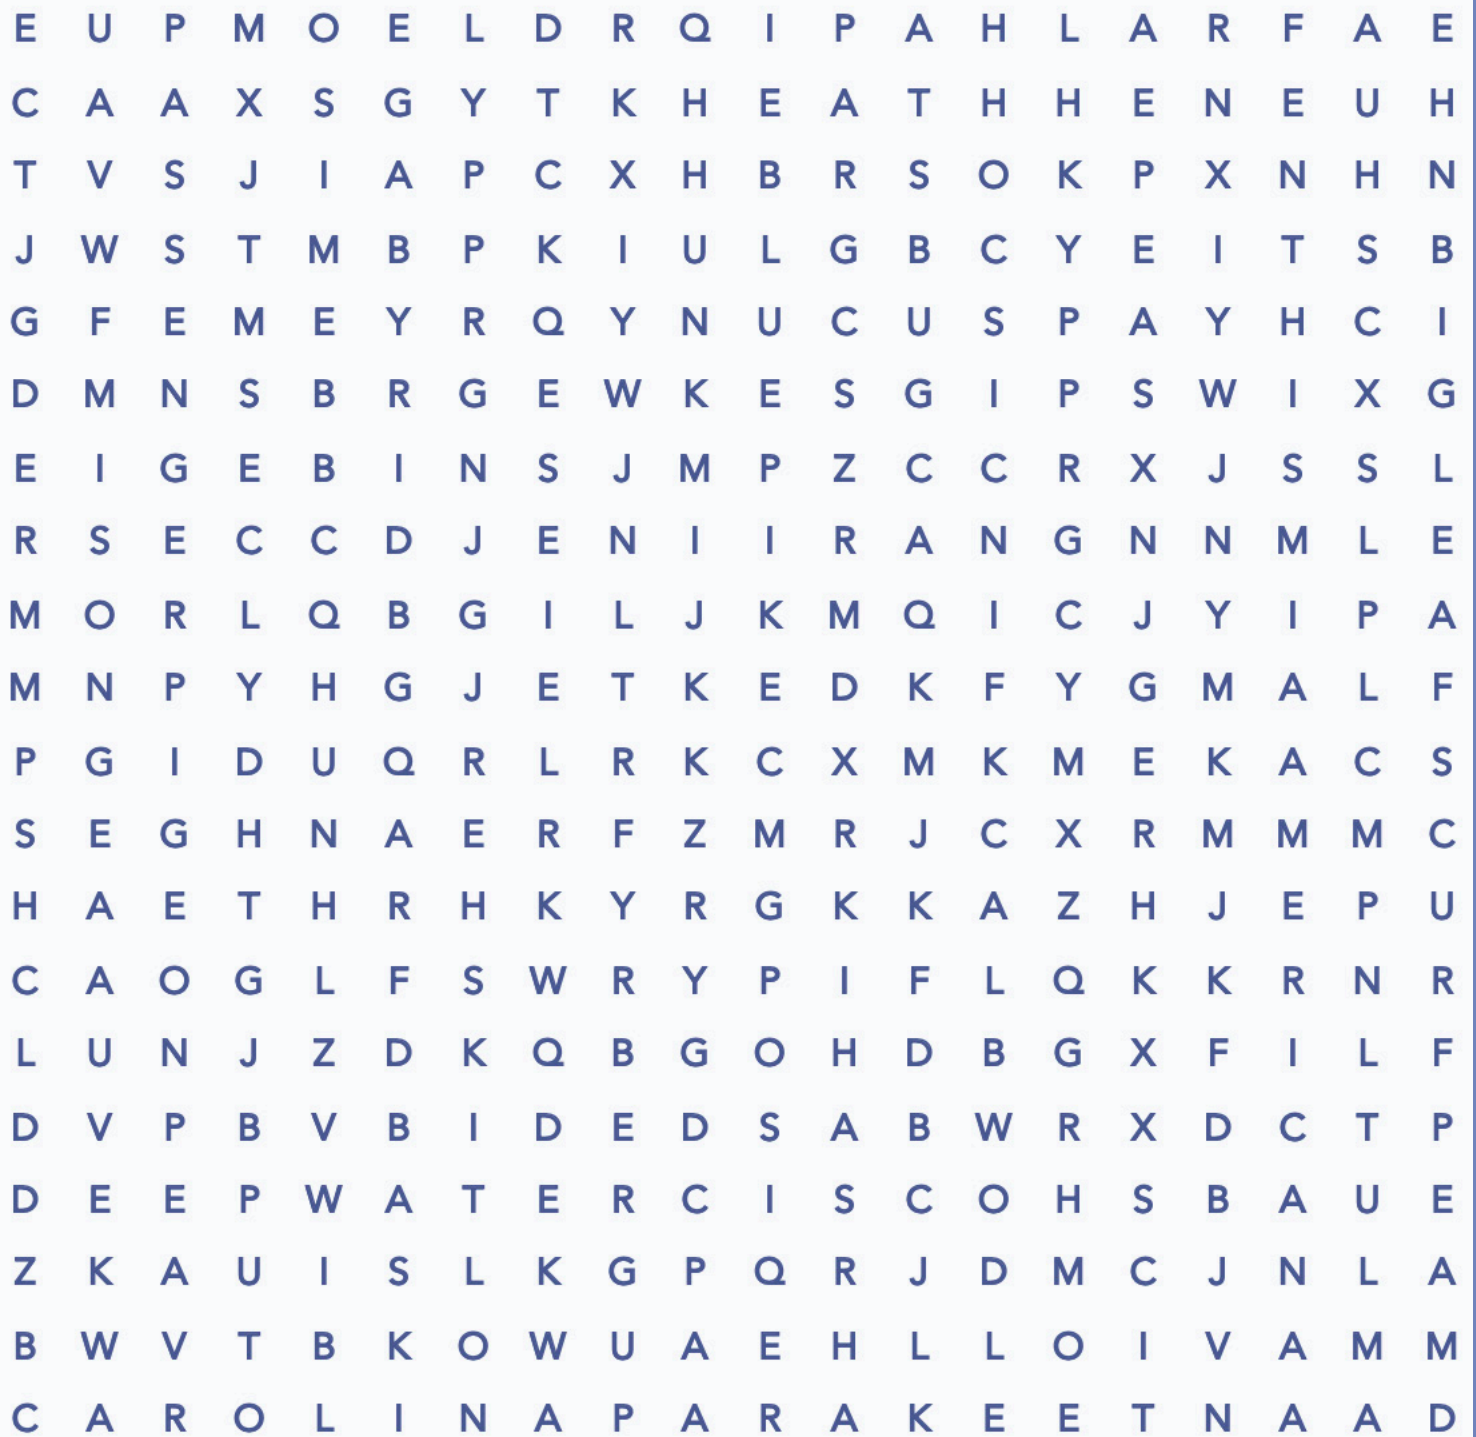 E U P M O E L D R Q I P A H L A R F A E
C A A X S G Y T K H E A T H H E N E U H
T V S J I A P C X H B R S O K P X N H N
J W S T M B P K I U L G B C Y E I T S B
G F E M E Y R Q Y N U C U S P A Y H C I
D M N S B R G E W K E S G I P S W I X G
E I G E B I N S J M P Z C C R X J S S L
R S E C C D J E N I I R A N G N N M L E
M O R L Q B G I L J K M Q I C J Y I P A
M N P Y H G J E T K E D K F Y G M A L F
P G I D U Q R L R K C X M K M E K A C S
S E G H N A E R F Z M R J C X R M M M C
H A E T H R H K Y R G K K A Z H J E P U
C A O G L F S W R Y P I F L Q K K R N R
L U N J Z D K Q B G O H D B G X F I L F
D V P B V B I D E D S A B W R X D C T P
D E E P W A T E R C I S C O H S B A U E
Z K A U I S L K G P Q R J D M C J N L A
B W V T B K O W U A E H L L O I V A M M
C A R O L I N A P A R A K E E T N A A D